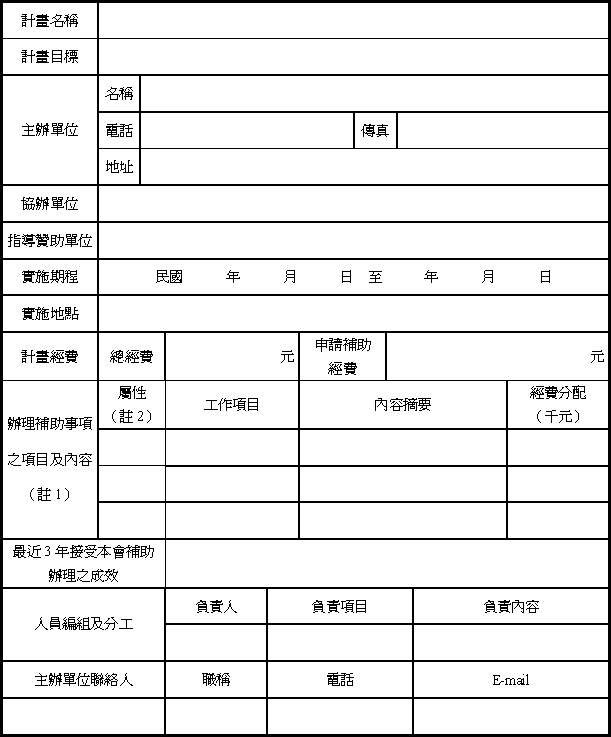 計畫名稱
計畫目標
主辦單位
名稱
電話
傳真
地址
協辦單位
指導贊助單位
實施期程
民國 年 月 日 至 年 月 日
實施地點
計畫經費
總經費
元
申請補助
經費
元
辦理補助事項
之項目及內容
（註1）
屬性
（註2）
工作項目
內容摘要
經費分配
（千元）
最近3年接受本會補助
辦理之成效
人員編組及分工
負責人
負責項目
負責內容
主辦單位聯絡人
職稱
電話
E-mail